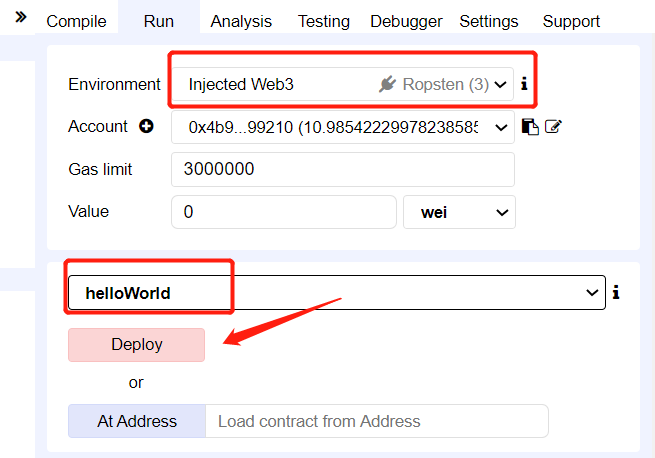 Compile Run Analysis Testing Debugger Settings Support
Environment Injected Web3 Ropsten (3)
Account 0x4b9...99210 (10.98542229978238585
Gas limit 3000000
Value 0 wei
helloWorld
Deploy
or
At Address Load contract from Address